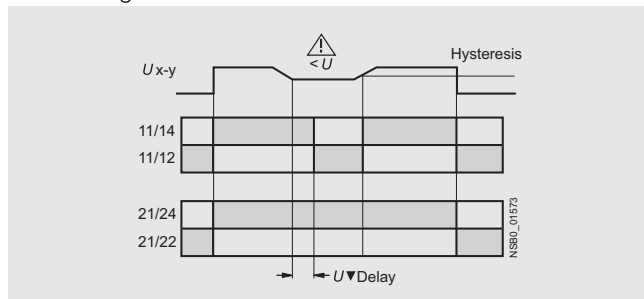 < U
Hysteresis
U x-y
11/14
11/12
21/24
21/22
U▼Delay
NSB0_01573